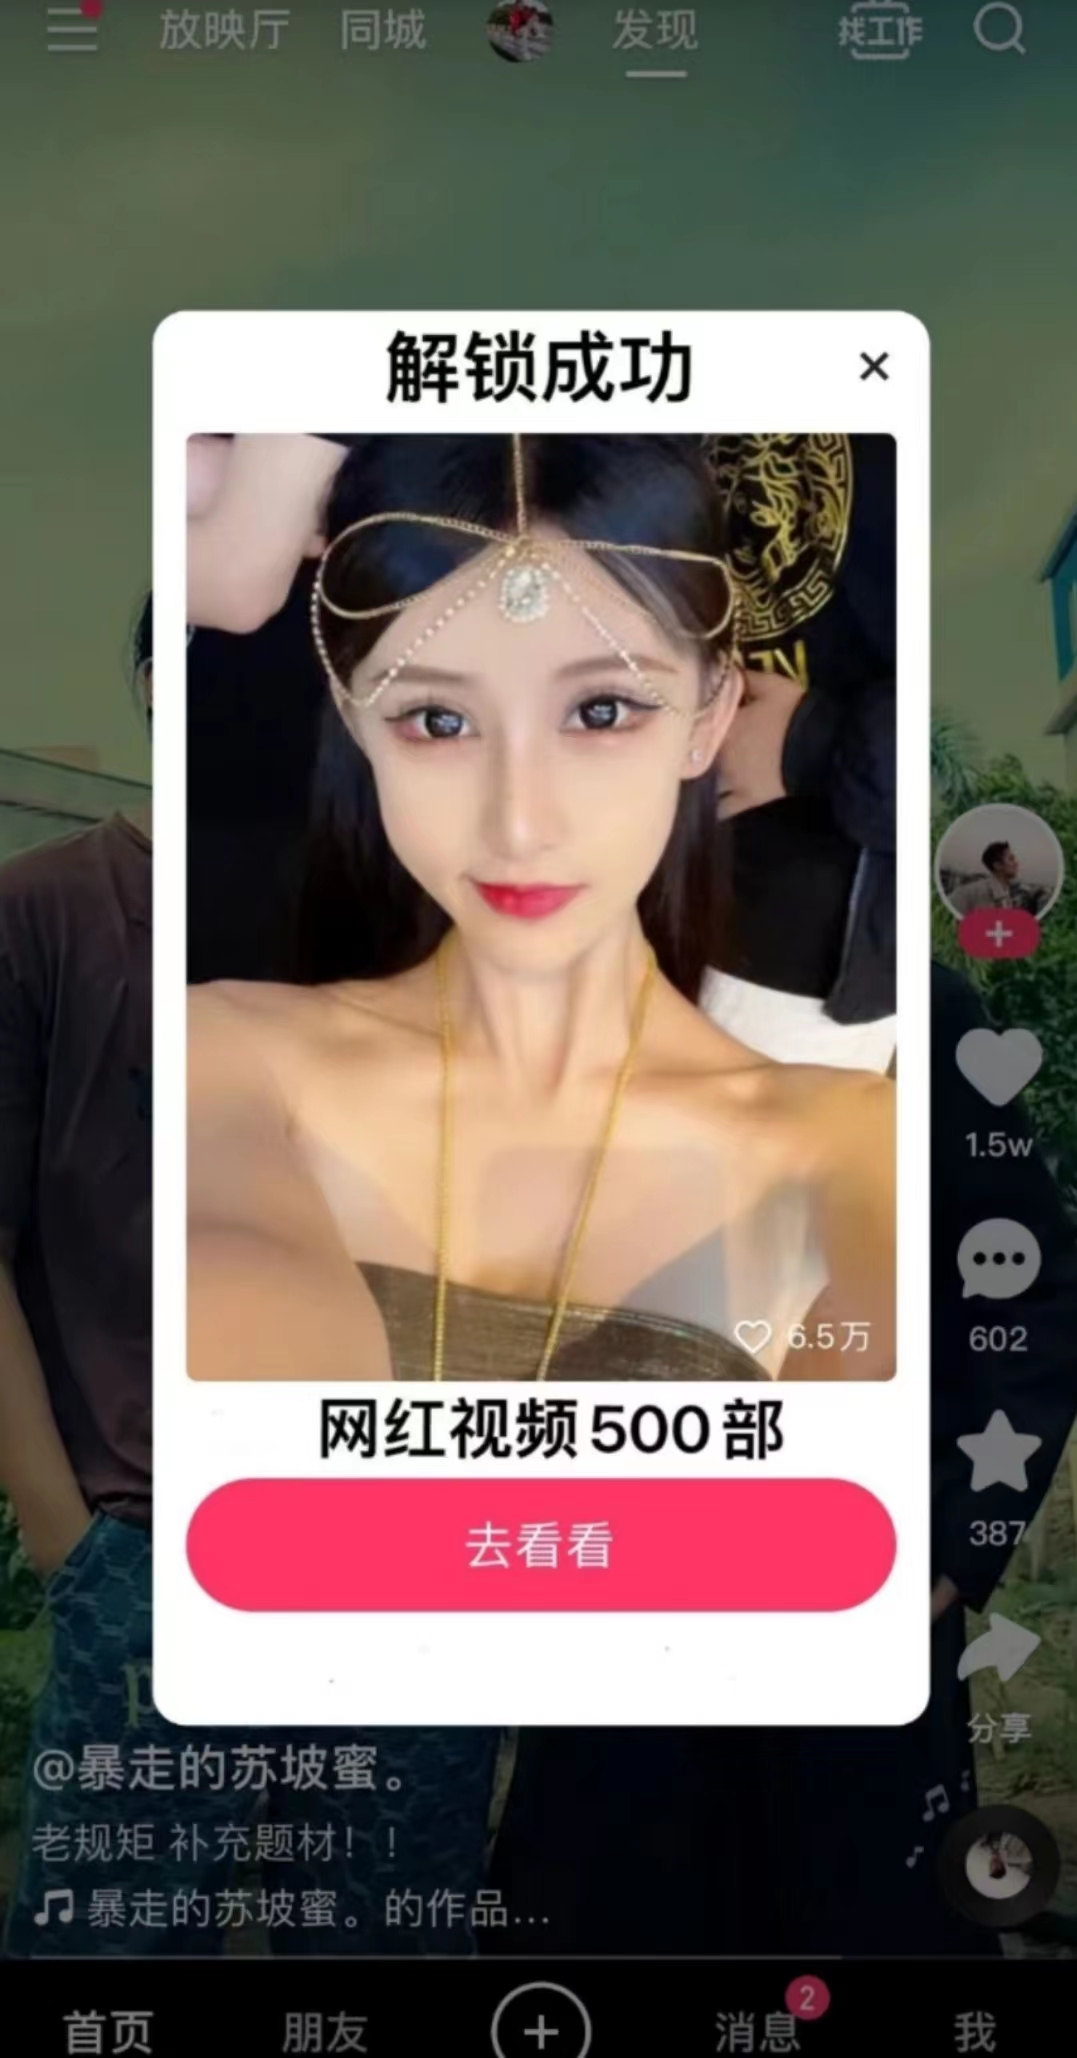 放映厅 同城 发现 找工作
解锁成功
6.5万
网红视频500部
去看看
1.5w
602
387
分享
@暴走的苏坡蜜。
老规矩 补充题材！！
暴走的苏坡蜜。的作品...
首页 朋友 消息 2 我